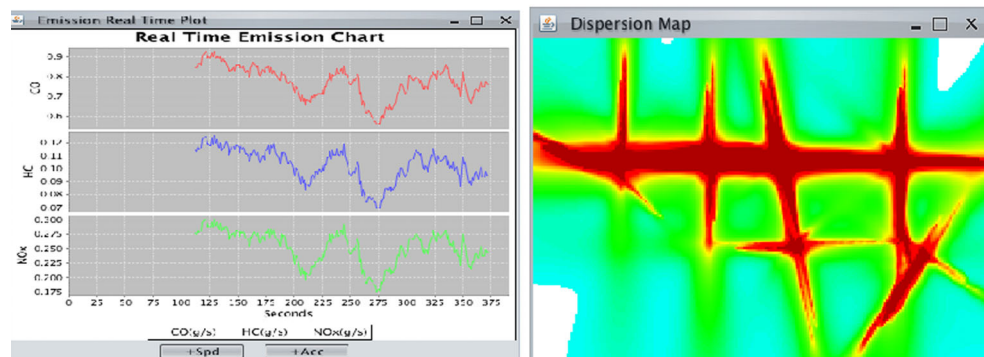 Emission Real Time Plot
Real Time Emission Chart
0.9
0.8
0.7
0.6
CO
0.12
0.11
0.10
0.09
0.08
0.07
HC
0.300
0.275
0.250
0.225
0.200
0.175
NOx
0 25 50 75 100 125 150 175 200 225 250 275 300 325 350 375
Seconds
CO(g/s) HC(g/s) NOx(g/s)
+Spd +Acc
Dispersion Map